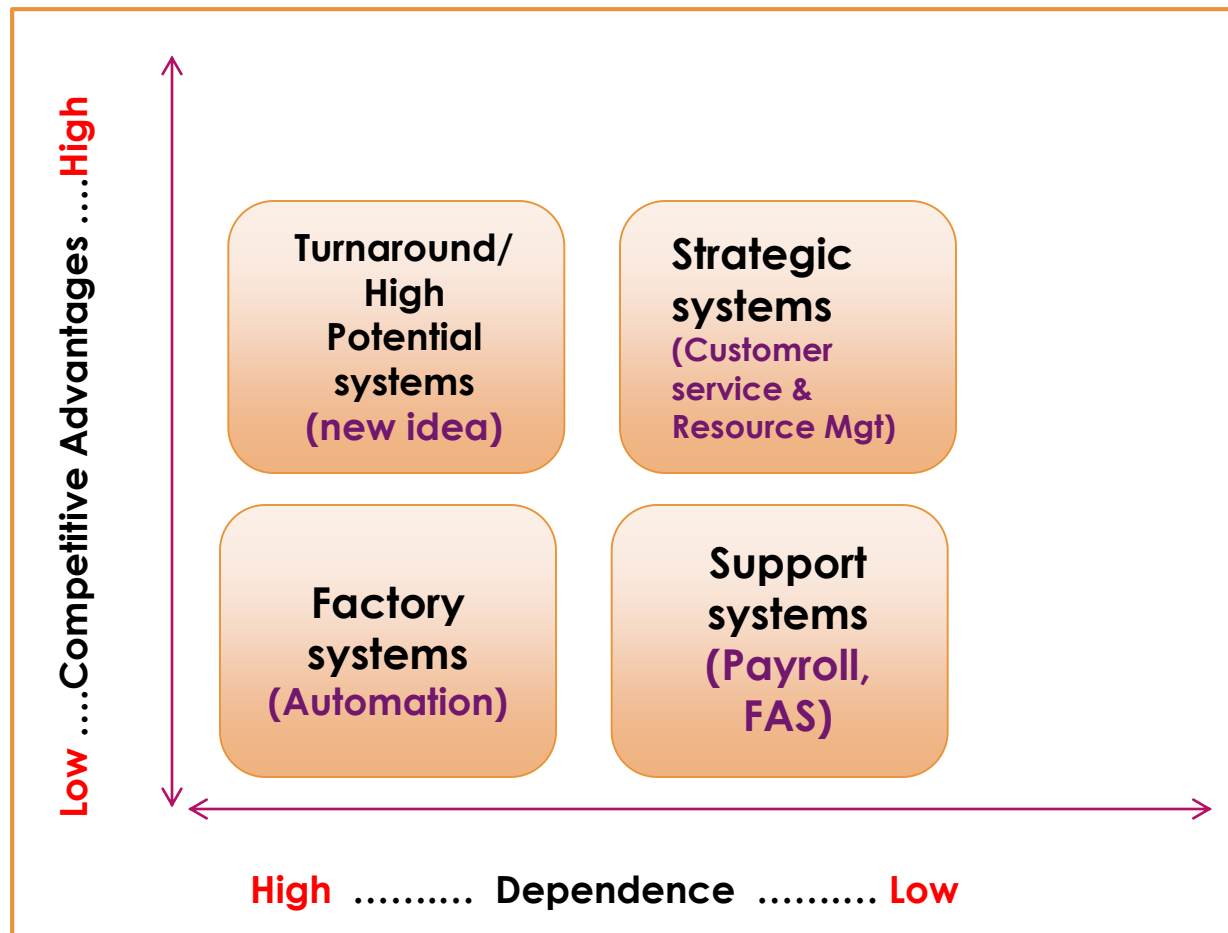 Low ....Competitive Advantages ....High
Turnaround/
High
Potential
systems
(new idea)
Strategic
systems
(Customer
service &
Resource Mgt)
Factory
systems
(Automation)
Support
systems
(Payroll,
FAS)
High .......... Dependence .......... Low